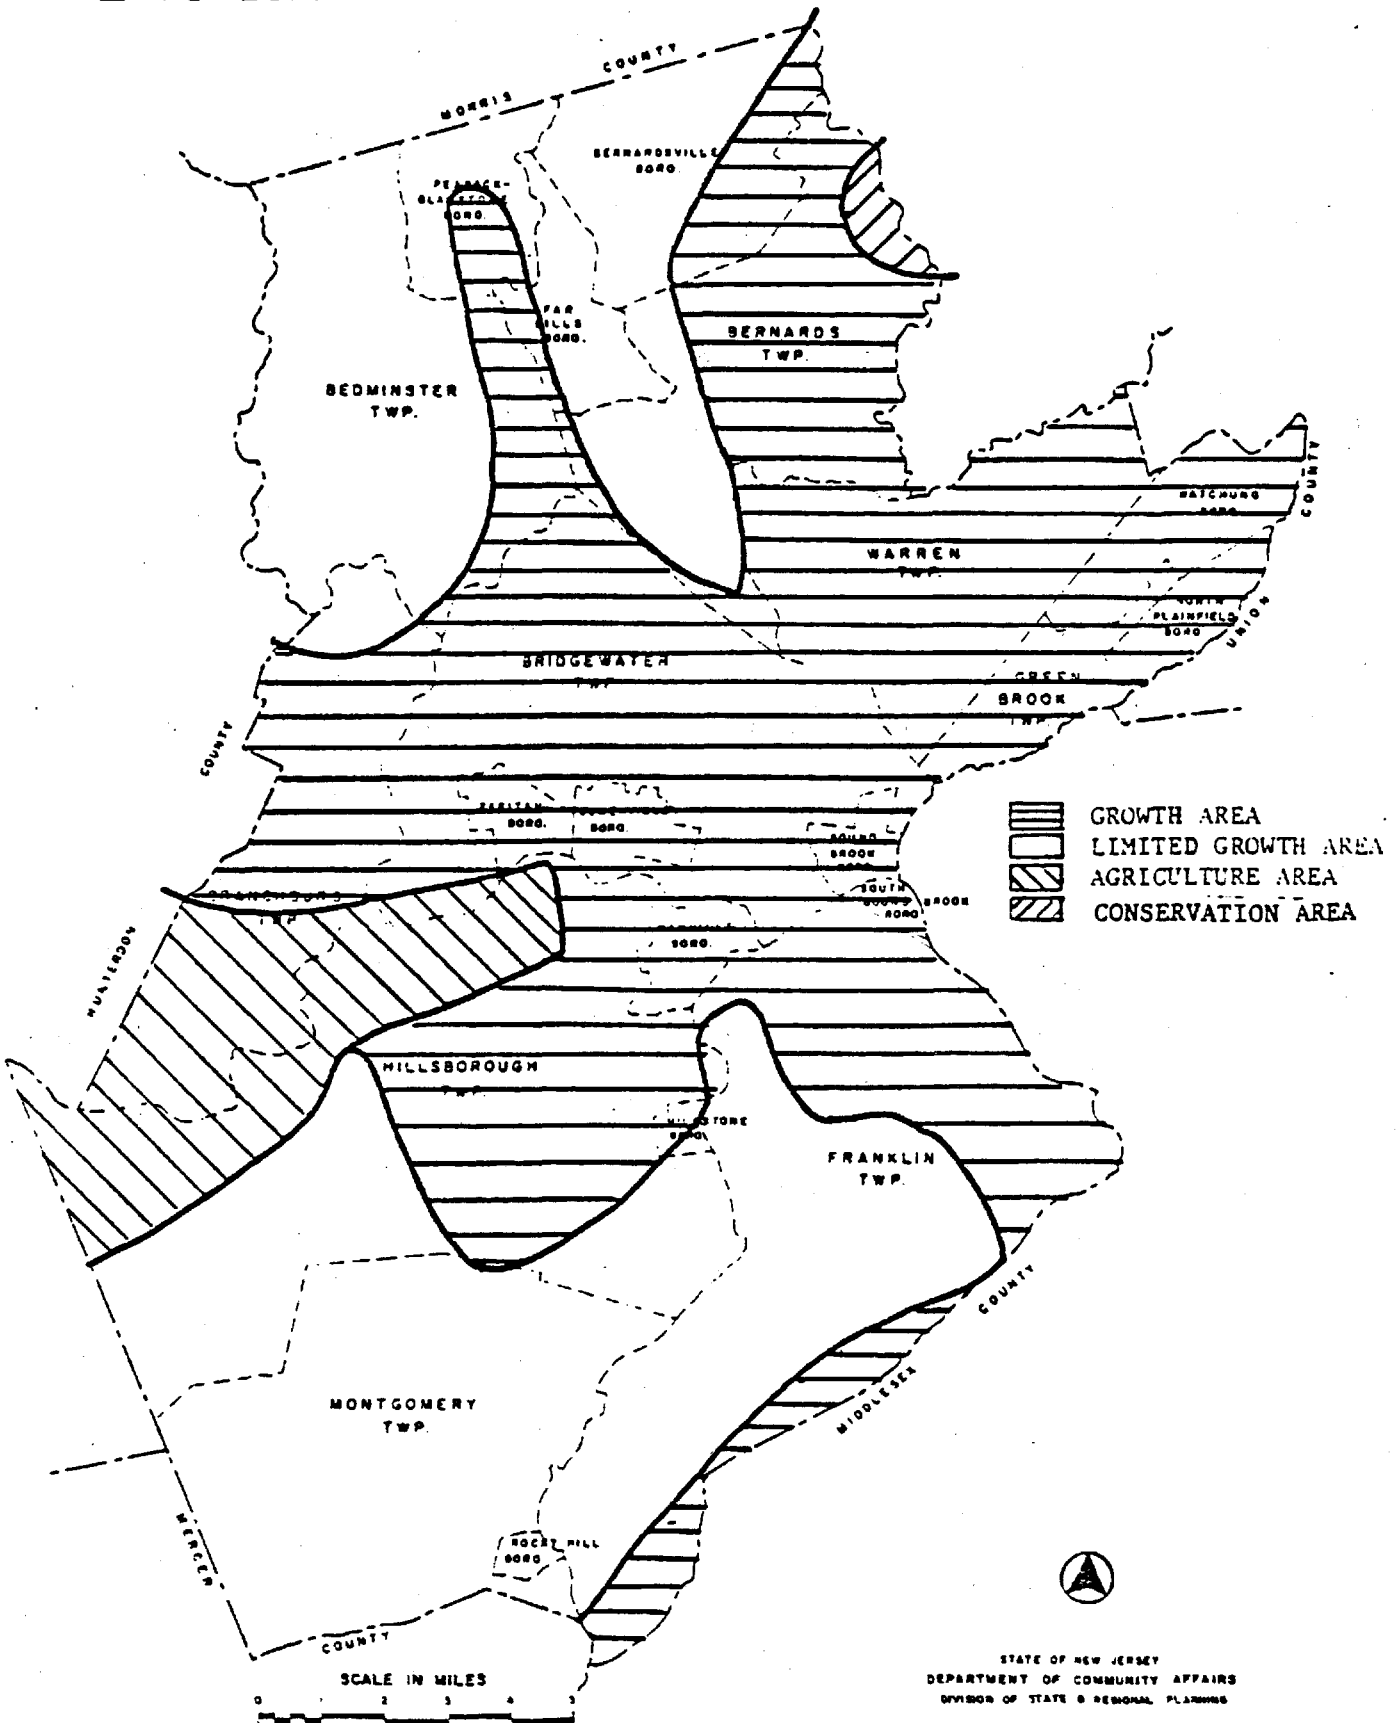 MORRIS COUNTY
BERNARDSVILLE
BORO.
BORO.
FAR
BORO.
BERNARDS
TWP.
BEDMINSTER
TWP.
COUNTY
WATCHUNG
BORO.
WARREN
TWP.
PLAINFIELD
BORO
UNION
BRIDGEWATER
TWP
GREEN
BROOK
TWP
COUNTY
RARITAN
BORO.
BORO.
BOUND
BROOK
SOUTH
BOUND BROOK
BORO
BORO.
TWP
HUNTERDON
GROWTH AREA
LIMITED GROWTH AREA
AGRICULTURE AREA
CONSERVATION AREA
HILLSBOROUGH
TWP.
MILLSTONE
BORO.
FRANKLIN
TWP.
COUNTY
MIDDLESEX
MONTGOMERY
TWP.
MERCER
ROCKY HILL
BORO
COUNTY
SCALE IN MILES
0 1 2 3 4 5
STATE OF NEW JERSEY
DEPARTMENT OF COMMUNITY AFFAIRS
DIVISION OF STATE & REGIONAL PLANNING